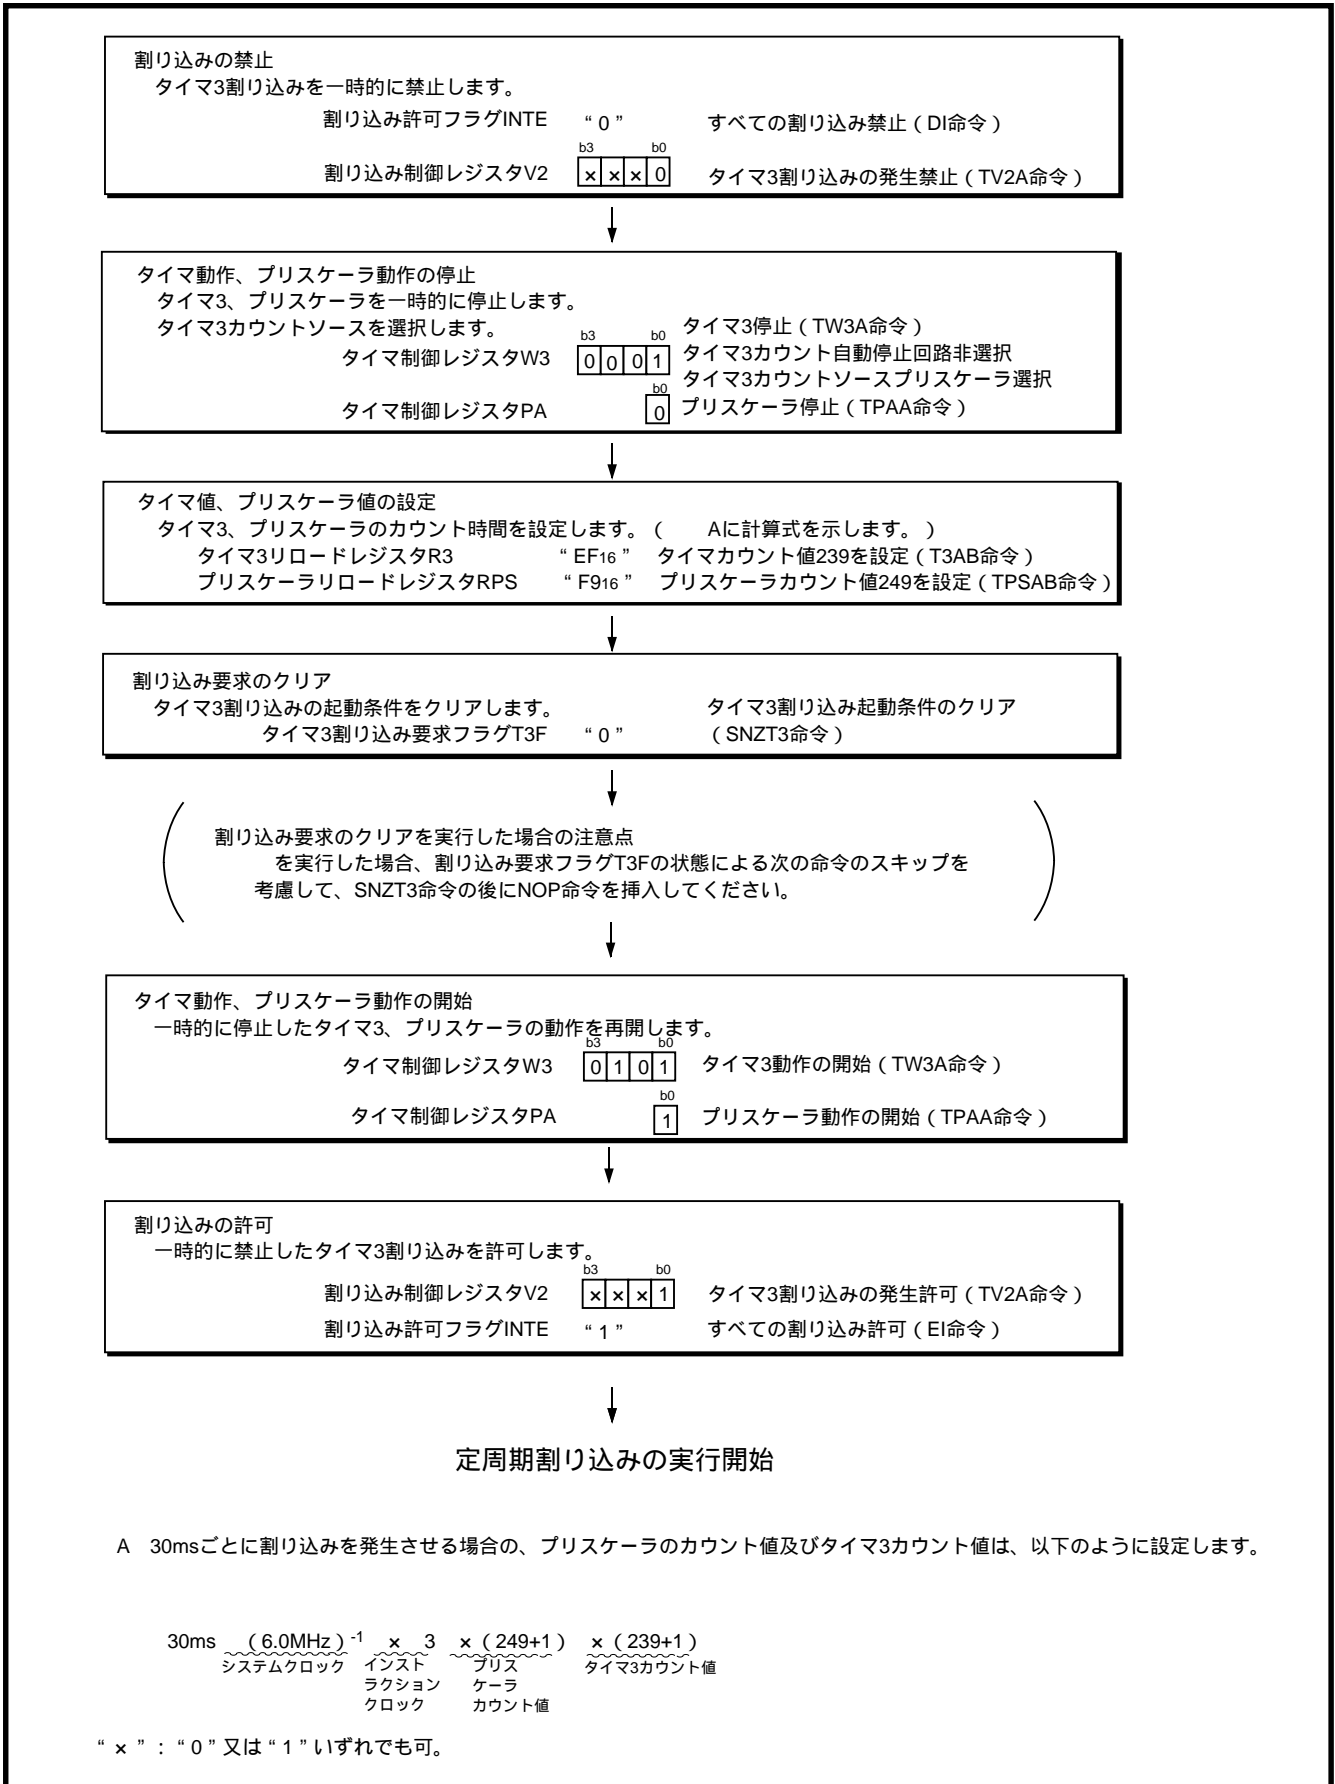 割り込みの禁止
タイマ3割り込みを一時的に禁止します。
割り込み許可フラグINTE “ 0 ” すべての割り込み禁止（DI命令）
b3 b0
割り込み制御レジスタV2 × × × 0 タイマ3割り込みの発生禁止（TV2A命令）
タイマ動作、プリスケーラ動作の停止
タイマ3、プリスケーラを一時的に停止します。
タイマ3カウントソースを選択します。 b3 b0 タイマ3停止（TW3A命令）
タイマ制御レジスタW3 0 0 0 1 タイマ3カウント自動停止回路非選択
タイマ3カウントソースプリスケーラ選択
b0
タイマ制御レジスタPA 0 プリスケーラ停止（TPAA命令）
タイマ値、プリスケーラ値の設定
タイマ3、プリスケーラのカウント時間を設定します。（ Aに計算式を示します。）
タイマ3リロードレジスタR3 “ EF16 ” タイマカウント値239を設定（T3AB命令）
プリスケーラリロードレジスタRPS “ F916 ” プリスケーラカウント値249を設定（TPSAB命令）
割り込み要求のクリア
タイマ3割り込みの起動条件をクリアします。 タイマ3割り込み起動条件のクリア
タイマ3割り込み要求フラグT3F “ 0 ” （SNZT3命令）
割り込み要求のクリアを実行した場合の注意点
を実行した場合、割り込み要求フラグT3Fの状態による次の命令のスキップを
考慮して、SNZT3命令の後にNOP命令を挿入してください。
タイマ動作、プリスケーラ動作の開始
一時的に停止したタイマ3、プリスケーラの動作を再開します。
b3 b0
タイマ制御レジスタW3 0 1 0 1 タイマ3動作の開始（TW3A命令）
b0
タイマ制御レジスタPA 1 プリスケーラ動作の開始（TPAA命令）
割り込みの許可
一時的に禁止したタイマ3割り込みを許可します。
b3 b0
割り込み制御レジスタV2 × × × 1 タイマ3割り込みの発生許可（TV2A命令）
割り込み許可フラグINTE “ 1 ” すべての割り込み許可（EI命令）
定周期割り込みの実行開始
A 30msごとに割り込みを発生させる場合の、プリスケーラのカウント値及びタイマ3カウント値は、以下のように設定します。
30ms （6.0MHz）-1 × 3 ×（249+1） ×（239+1）
システムクロック インスト プリス タイマ3カウント値
ラクション ケーラ
クロック カウント値
“ × ” : “ 0 ” 又は “ 1 ” いずれでも可。